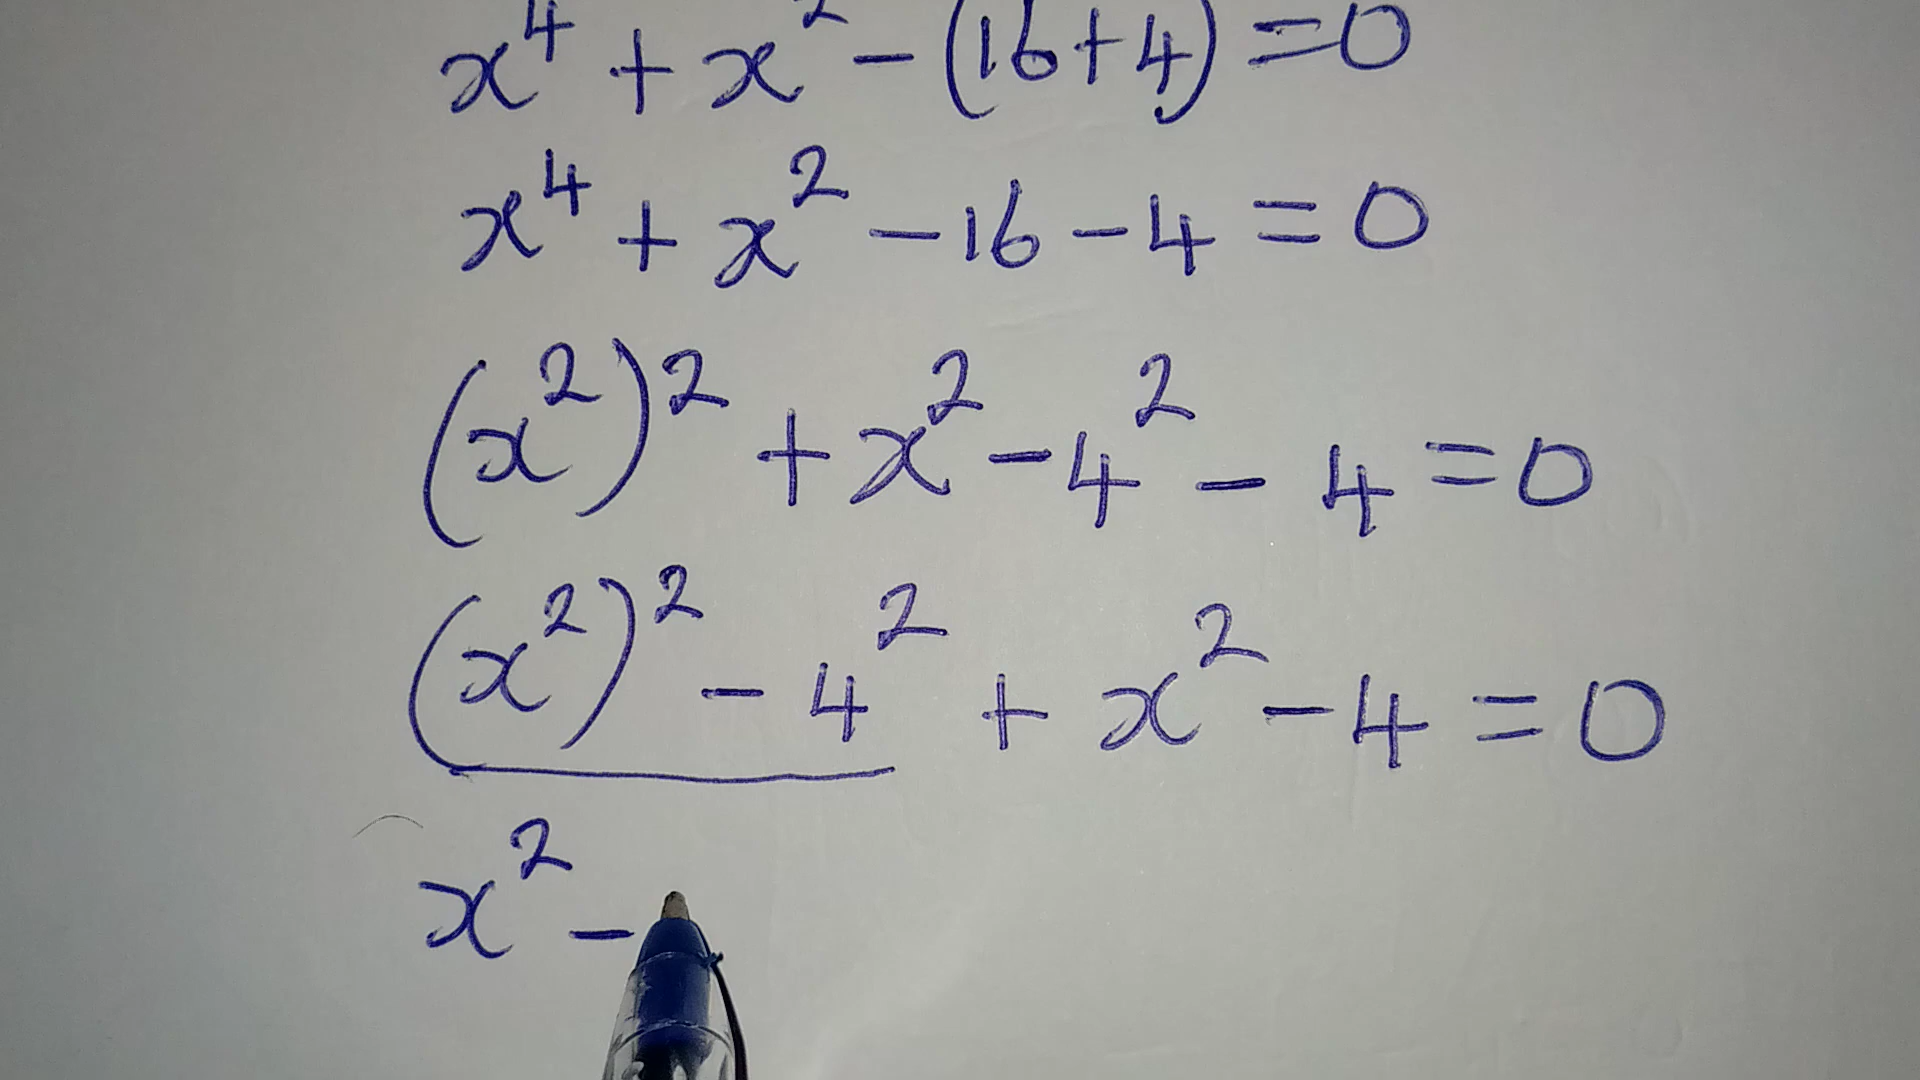 x⁴ + x² - (16+4) = 0
x⁴ + x² - 16 - 4 = 0
(x²)² + x² - 4² - 4 = 0
(x²)² - 4² + x² - 4 = 0
x² -